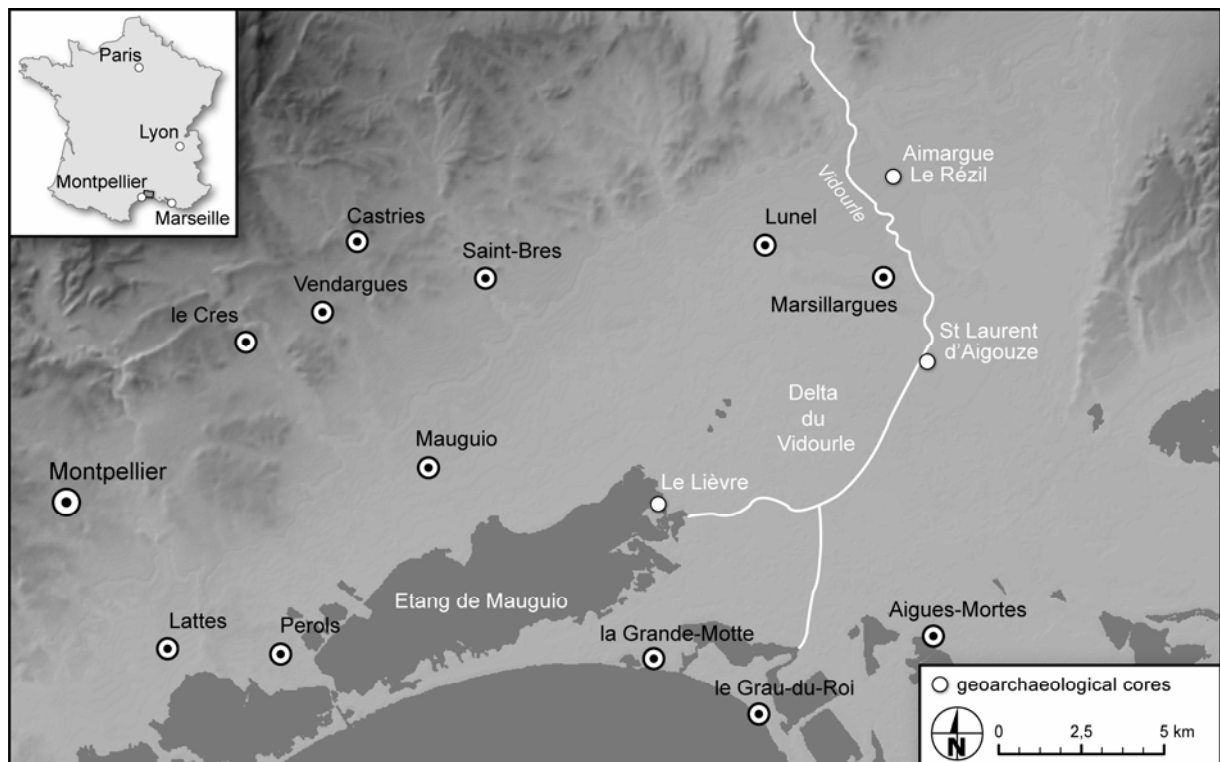 Paris
Lyon
Montpellier
Marseille
Aimargue
Le Rézil
Vidourle
Castries
Lunel
Saint-Bres
Vendargues
Marsillargues
le Cres
St Laurent
d'Aigouze
Delta
du
Vidourle
Mauguio
Montpellier
Le Lièvre
Etang de Mauguio
Lattes
Perols
la Grande-Motte
Aigues-Mortes
le Grau-du-Roi
geoarchaeological cores
N
0 2,5 5 km